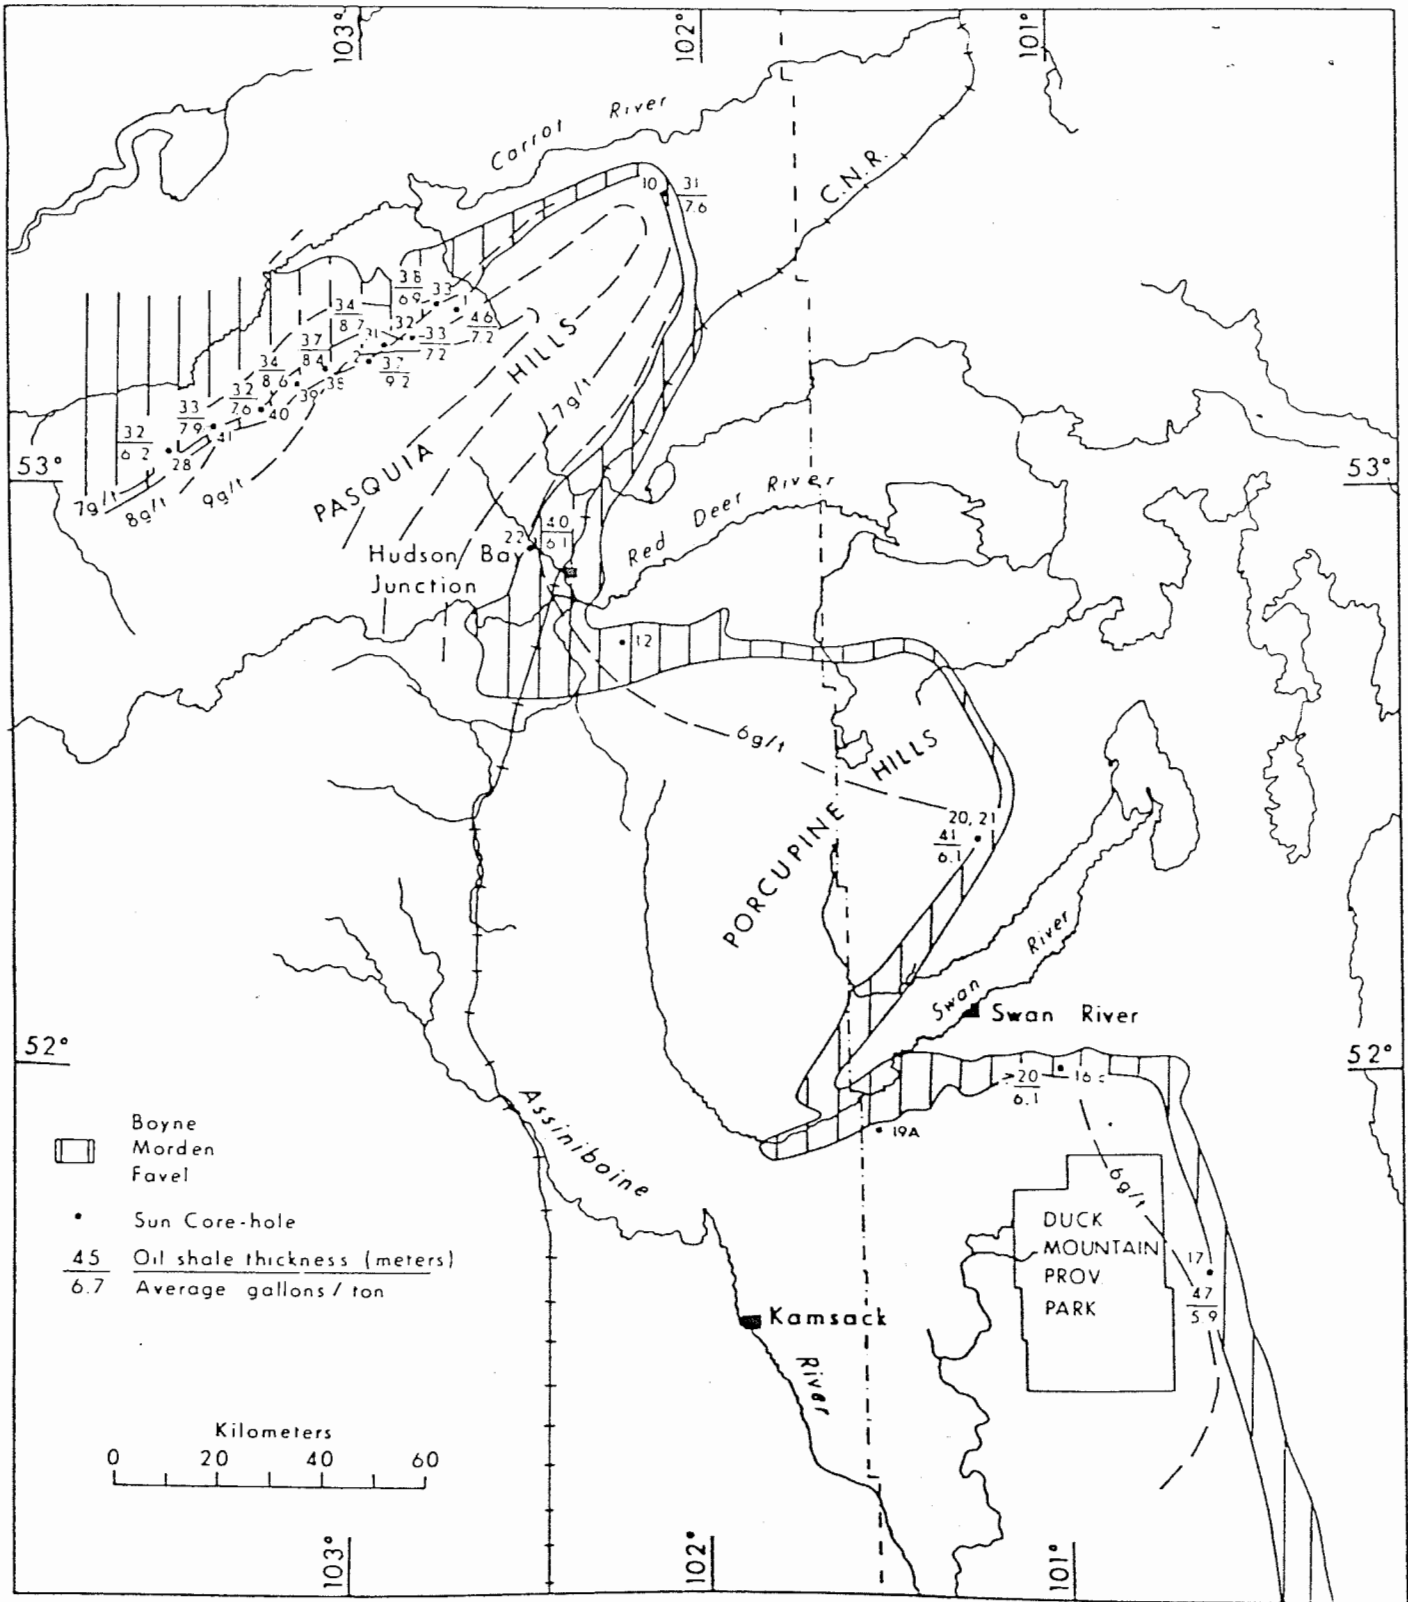 103°
102°
101°
Carrot River
C.N.R.
10
31
7.6
38
6.9
33
1
46
7.2
34
8.7
31
32
33
7.2
2
37
9.2
37
8.4
38
34
8.6
39
32
7.6
40
33
7.9
41
32
6.2
28
53°
53°
7g/t
8g/t
9g/t
7g/t
PASQUIA HILLS
22
40
6.1
Hudson Bay
Junction
Red Deer River
12
6g/t
PORCUPINE HILLS
20, 21
41
6.1
Swan River
Swan River
52°
52°
>20
6.1
16
19A
Assiniboine
River
6g/t
DUCK
MOUNTAIN
PROV.
PARK
17
47
5.9
Kamsack
Boyne
Morden
Favel
Sun Core-hole
45 Oil shale thickness (meters)
6.7 Average gallons / ton
Kilometers
0 20 40 60
103°
102°
101°